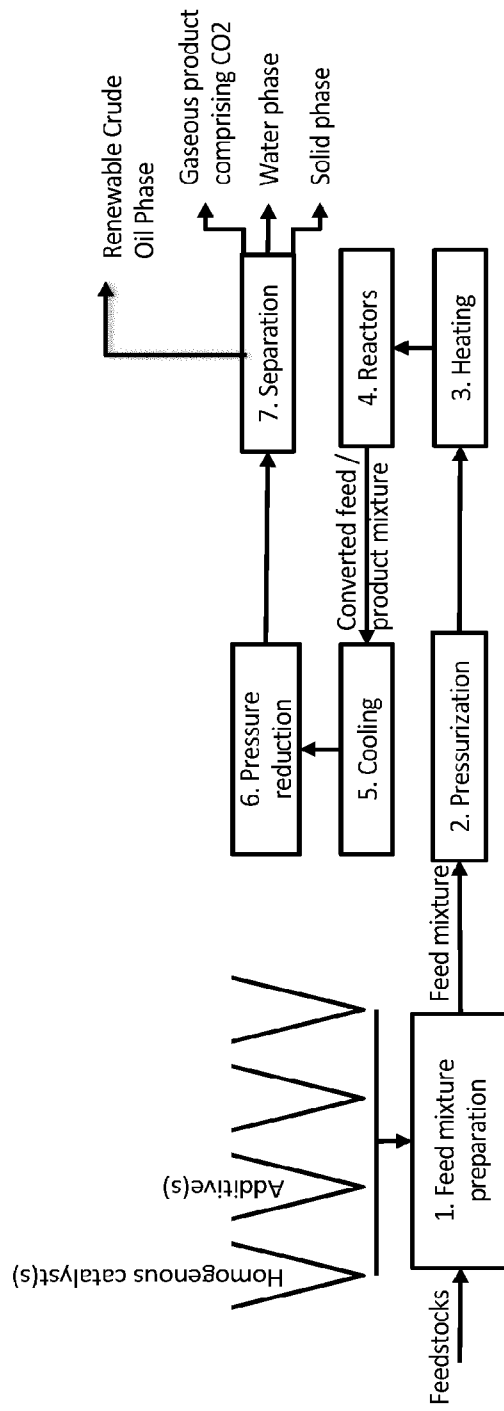 Homogenous catalyst(s)
Additive(s)
Feedstocks
1. Feed mixture
preparation
Feed mixture
2. Pressurization
3. Heating
4. Reactors
Converted feed /
product mixture
5. Cooling
6. Pressure
reduction
7. Separation
Renewable Crude
Oil Phase
Gaseous product
comprising CO2
Water phase
Solid phase